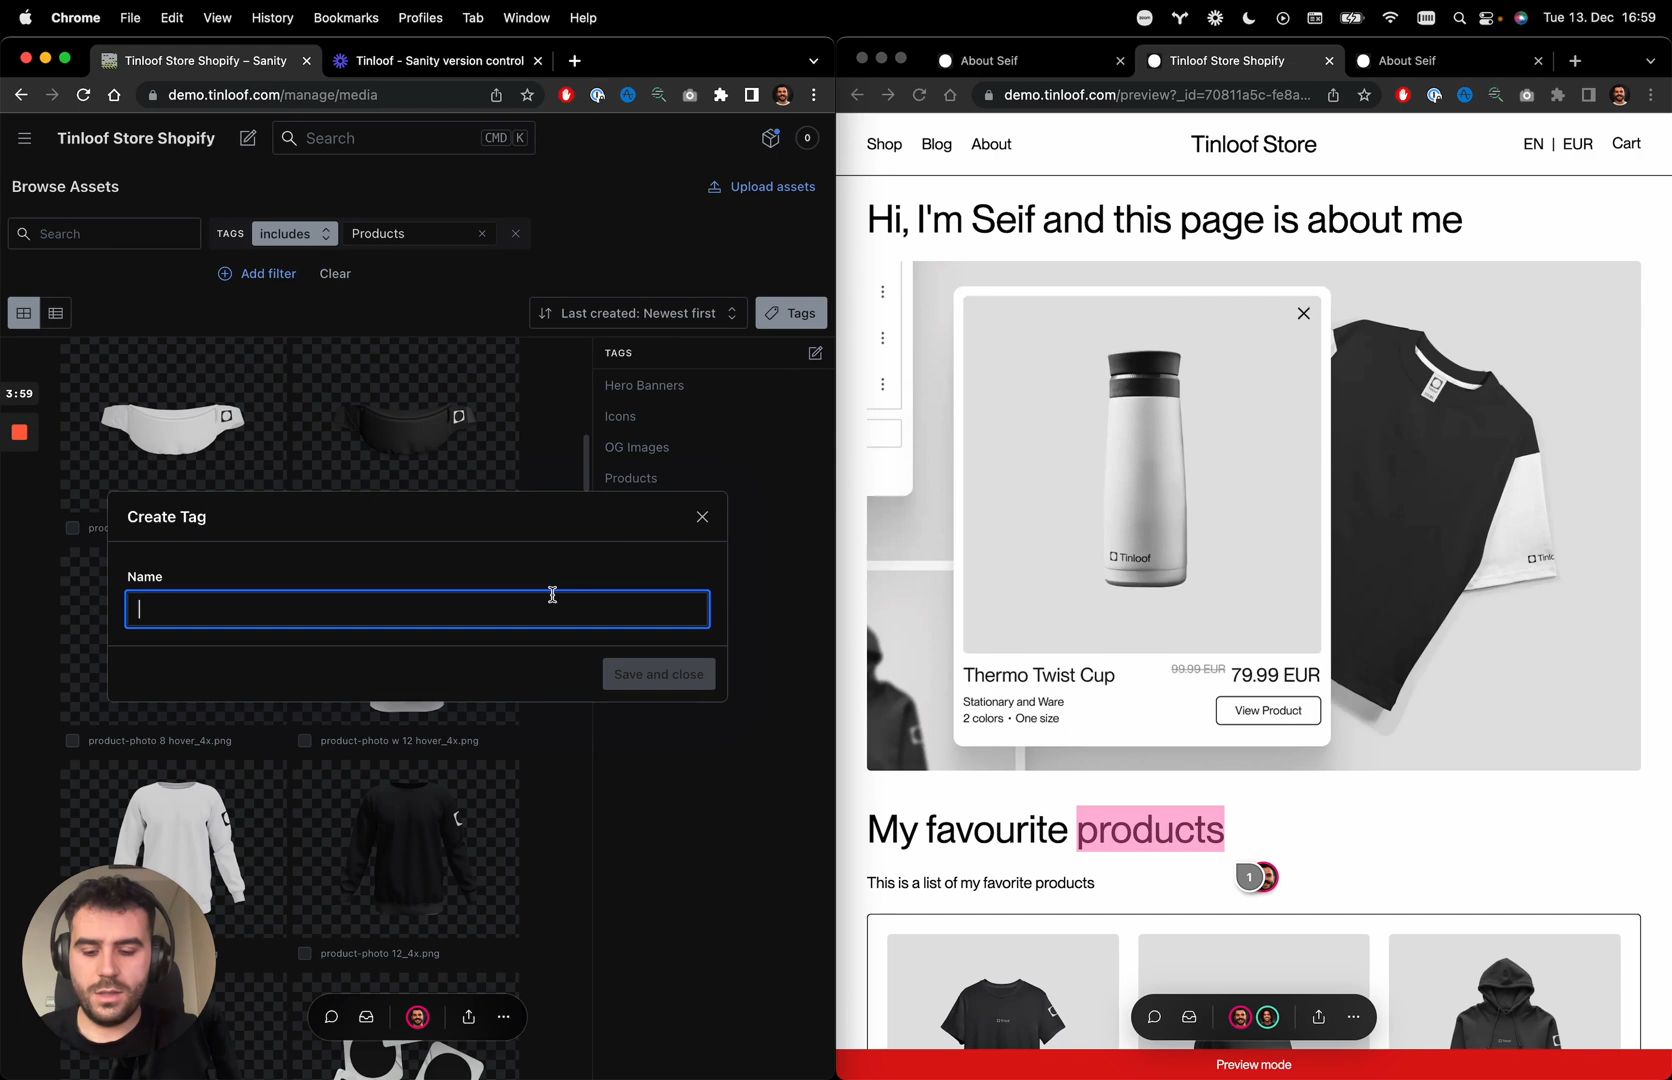 Chrome File Edit View History Bookmarks Profiles Tab Window Help Tue 13. Dec 16:59
Tinloof Store Shopify – Sanity
Tinloof - Sanity version control
demo.tinloof.com/manage/media
Tinloof Store Shopify
Search CMD K
0
Browse Assets
Upload assets
Search
TAGS includes Products
Add filter Clear
Last created: Newest first
Tags
TAGS
Hero Banners
Icons
OG Images
Products
3:59
Create Tag
Name
Save and close
product-photo 8 hover_4x.png
product-photo w 12 hover_4x.png
product-photo 12_4x.png
About Seif
Tinloof Store Shopify
About Seif
demo.tinloof.com/preview?_id=70811a5c-fe8a...
Shop Blog About
Tinloof Store
EN | EUR Cart
Hi, I'm Seif and this page is about me
Tinloof
Thermo Twist Cup
99.99 EUR 79.99 EUR
Stationary and Ware
2 colors • One size
View Product
My favourite products
1
This is a list of my favorite products
Preview mode